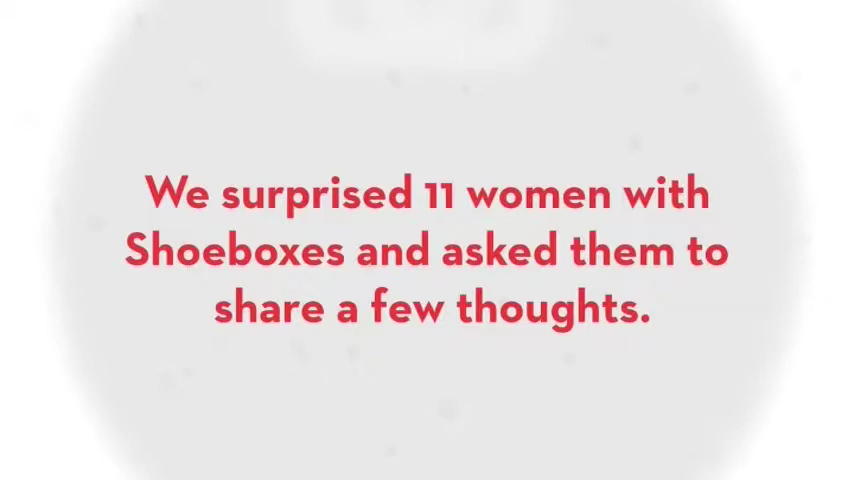 We surprised 11 women with
Shoeboxes and asked them to
share a few thoughts.